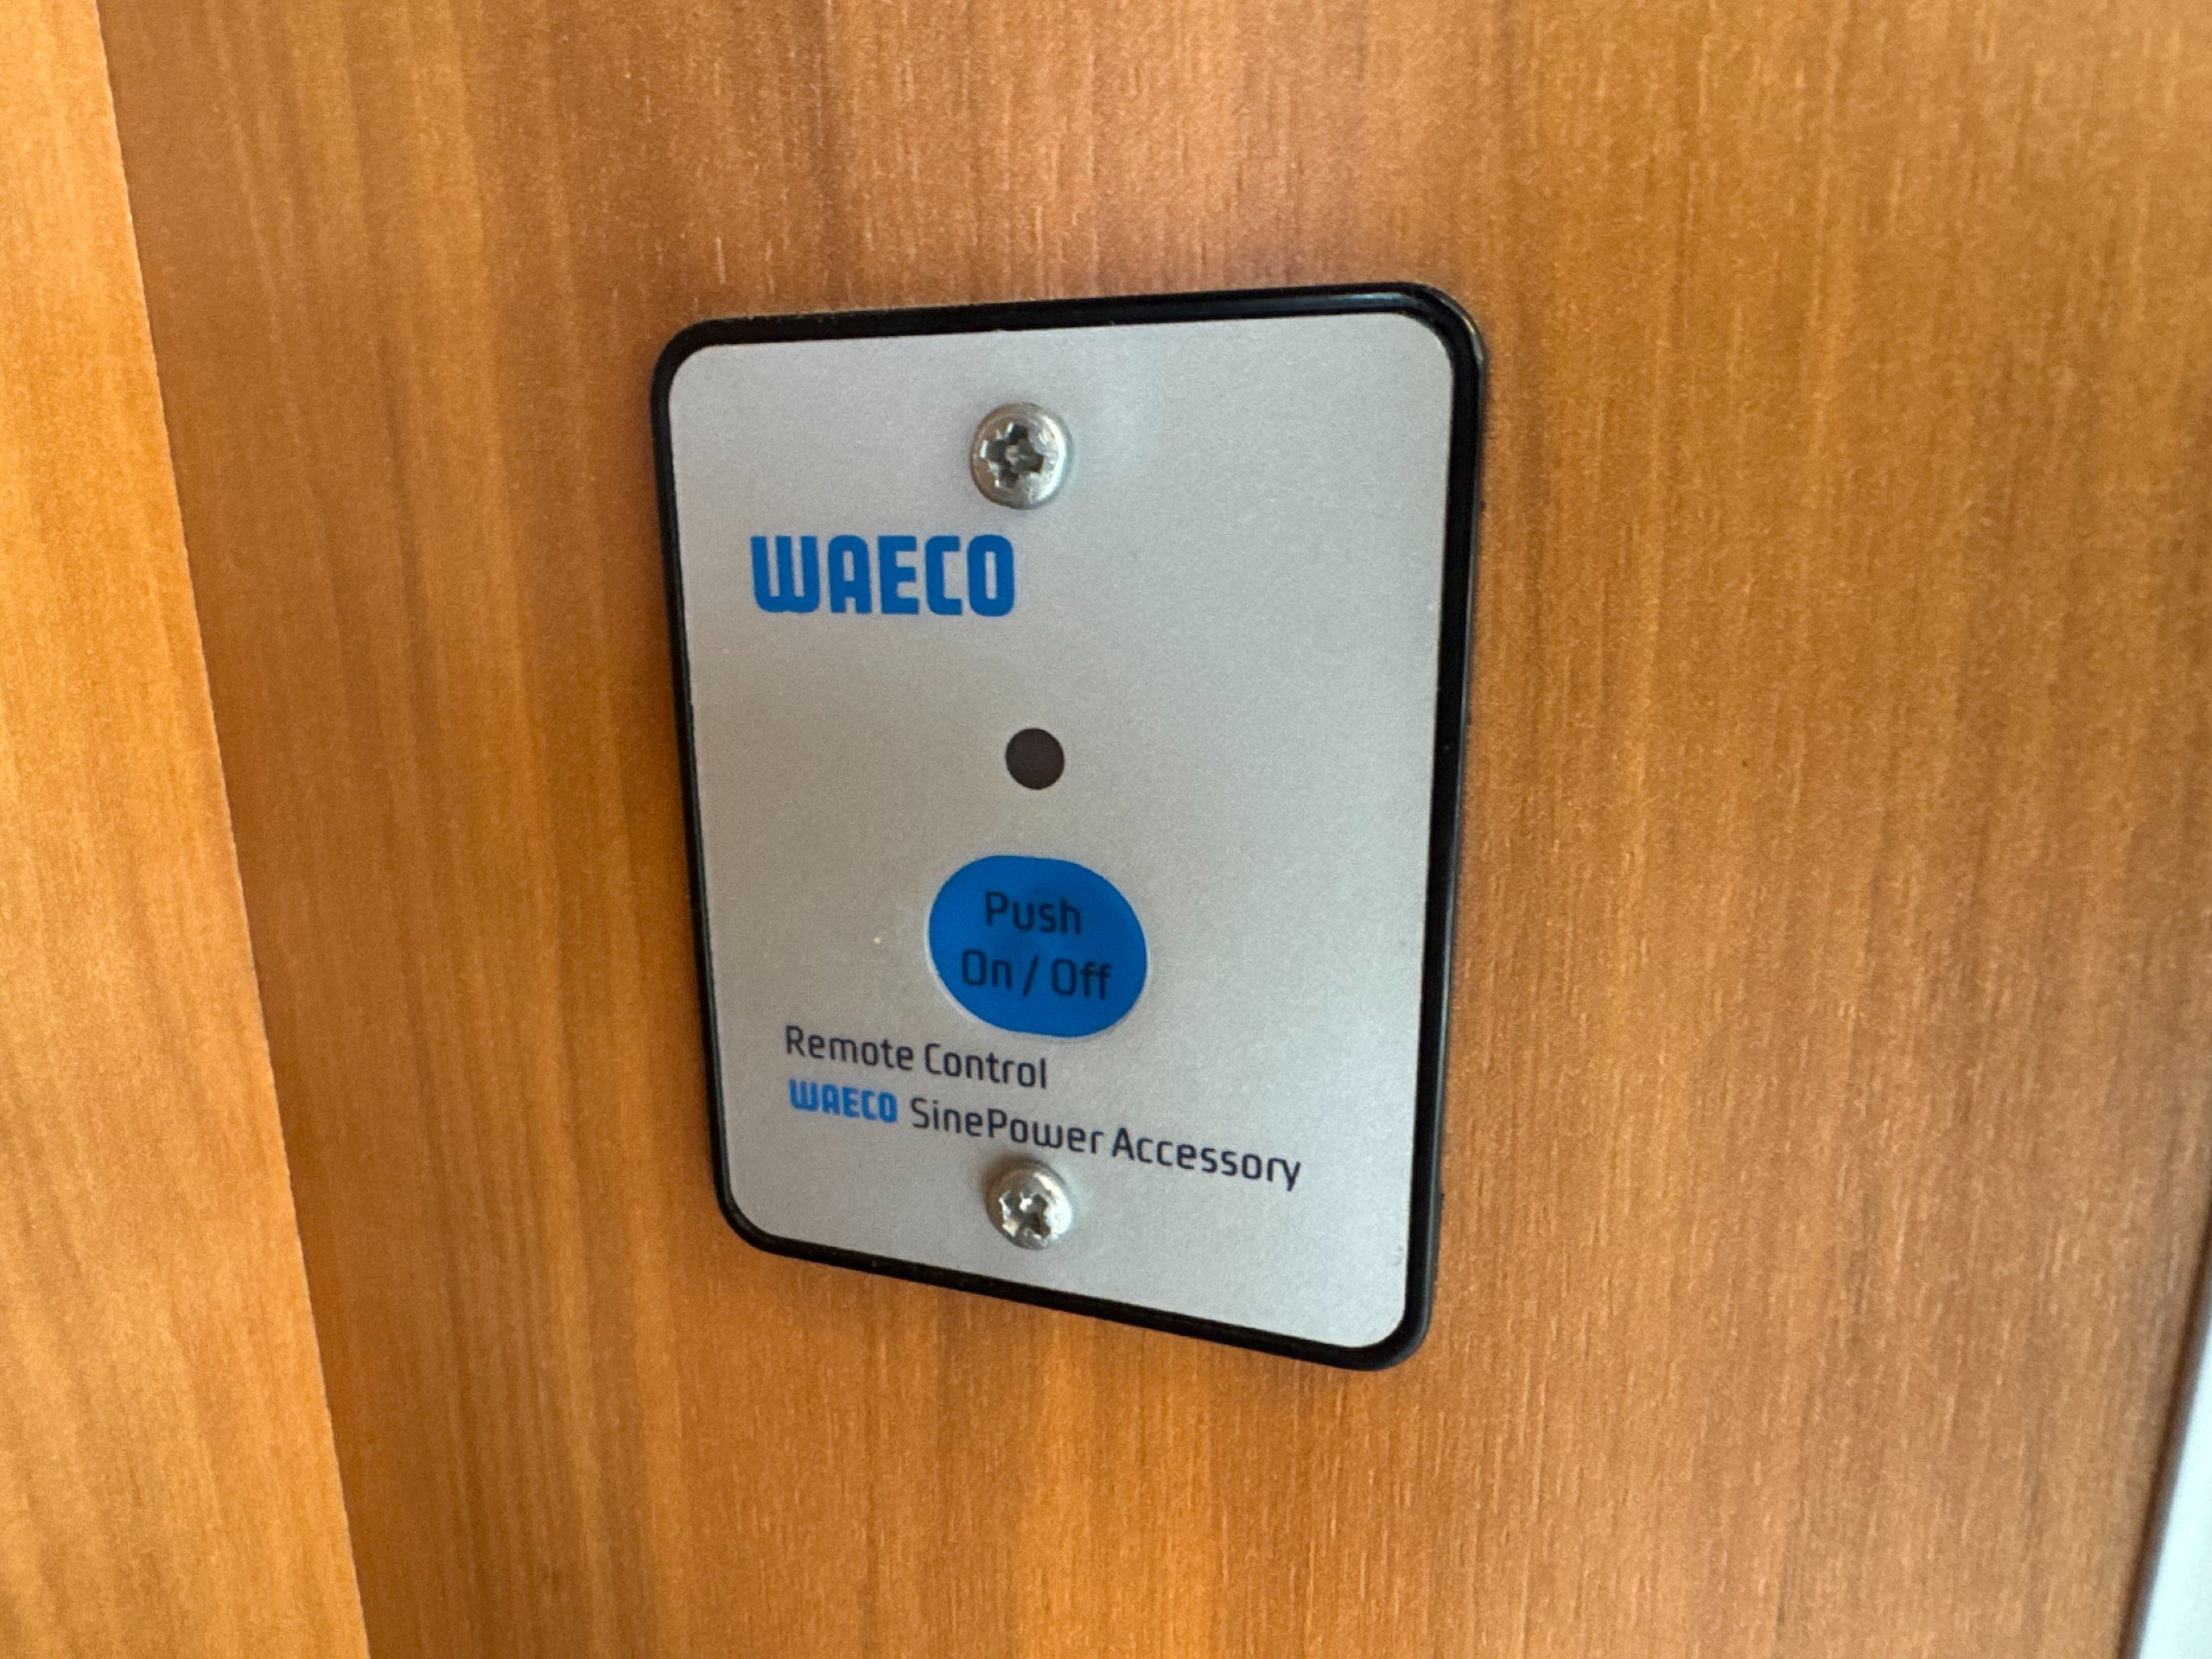 WAECO
Push
On / Off
Remote Control
WAECO SinePower Accessory